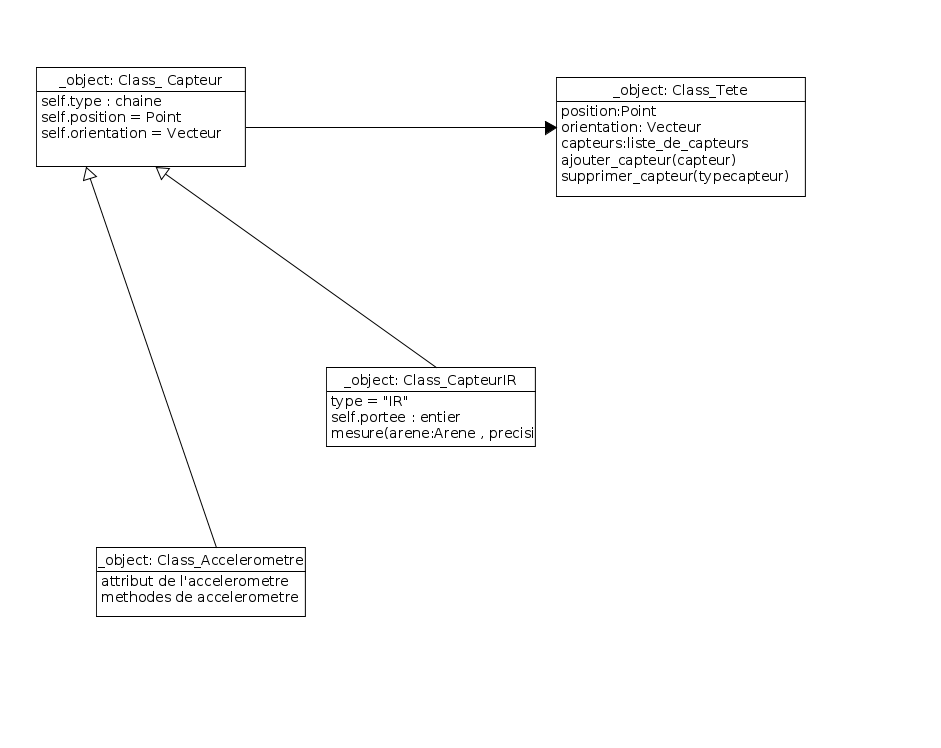 _object: Class_ Capteur
self.type : chaine
self.position = Point
self.orientation = Vecteur
_object: Class_Tete
position:Point
orientation: Vecteur
capteurs:liste_de_capteurs
ajouter_capteur(capteur)
supprimer_capteur(typecapteur)
_object: Class_CapteurIR
type = "IR"
self.portee : entier
mesure(arene:Arene , precisi
_object: Class_Accelerometre
attribut de l'accelerometre
methodes de accelerometre